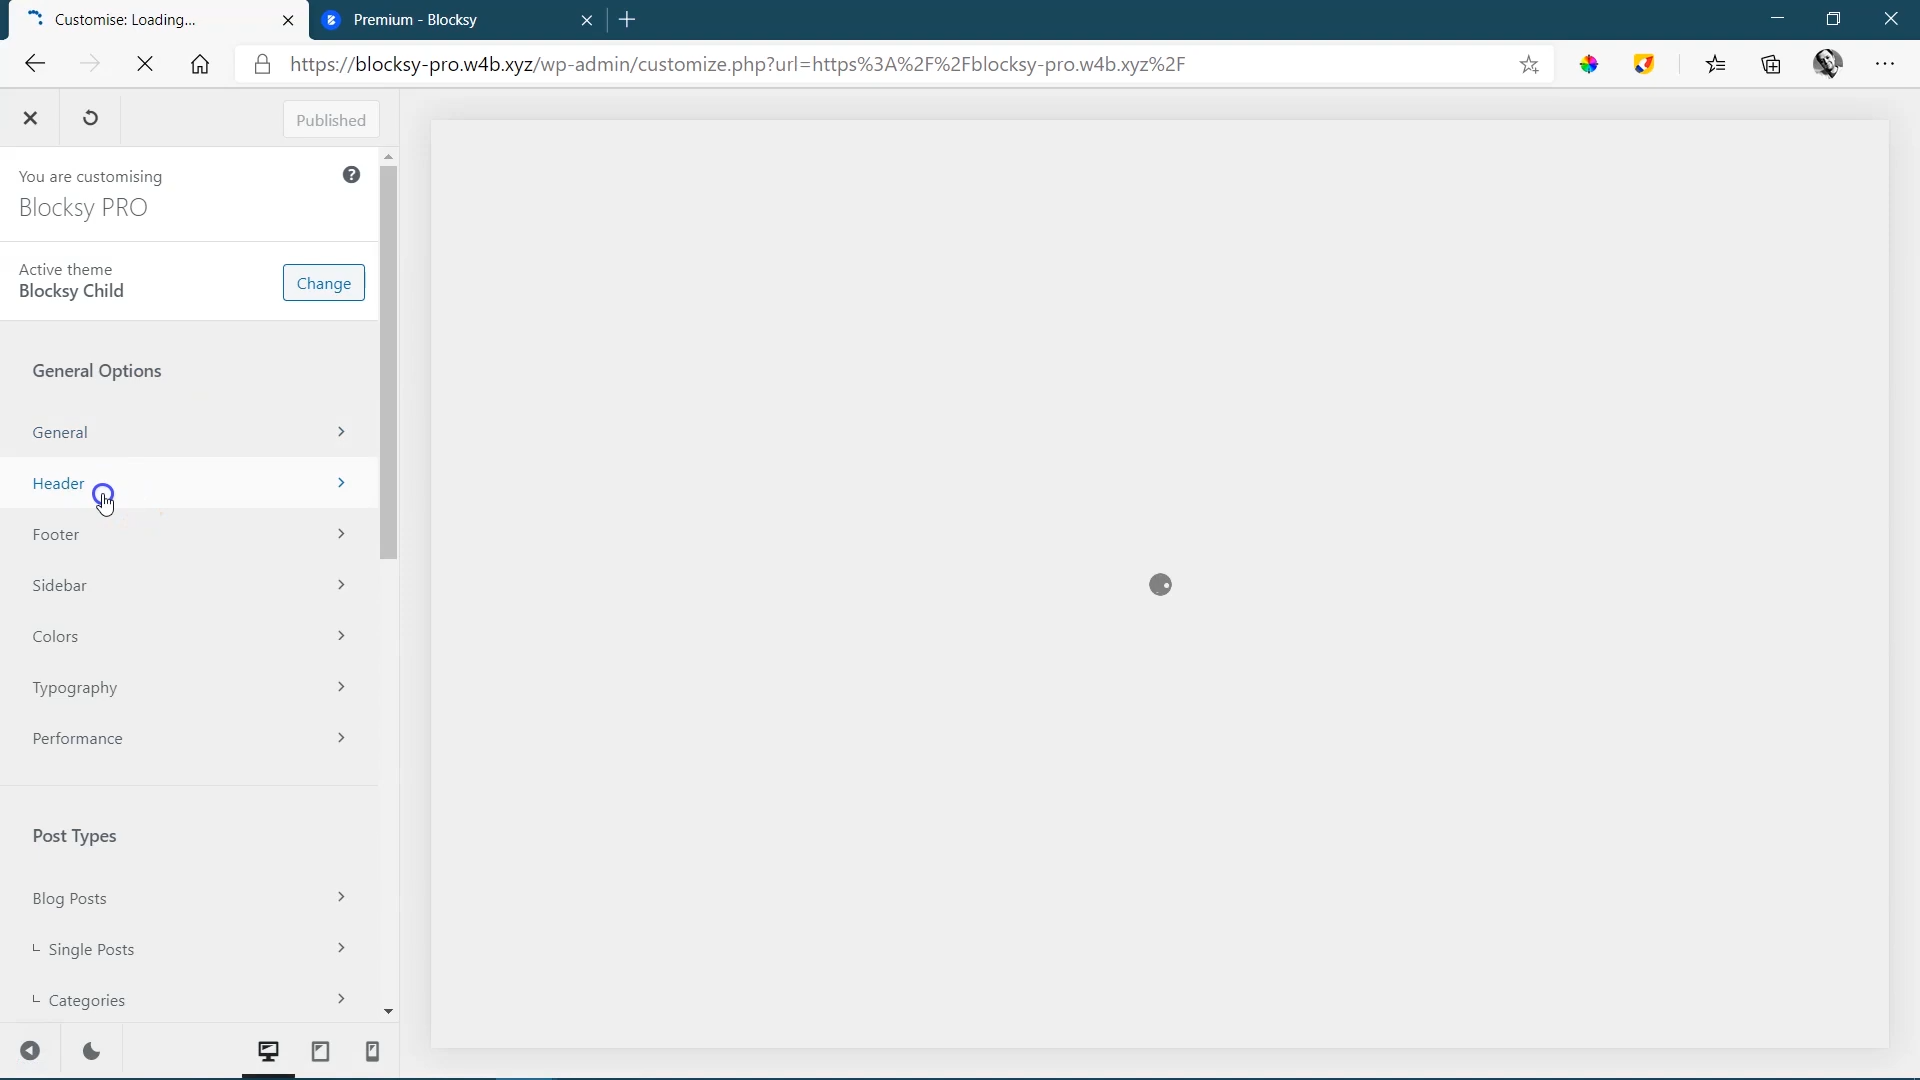 Customise: Loading...
Premium - Blocksy
https://blocksy-pro.w4b.xyz/wp-admin/customize.php?url=https%3A%2F%2Fblocksy-pro.w4b.xyz%2F
Published
You are customising
Blocksy PRO
Active theme
Blocksy Child
Change
General Options
General
Header
Footer
Sidebar
Colors
Typography
Performance
Post Types
Blog Posts
Single Posts
Categories